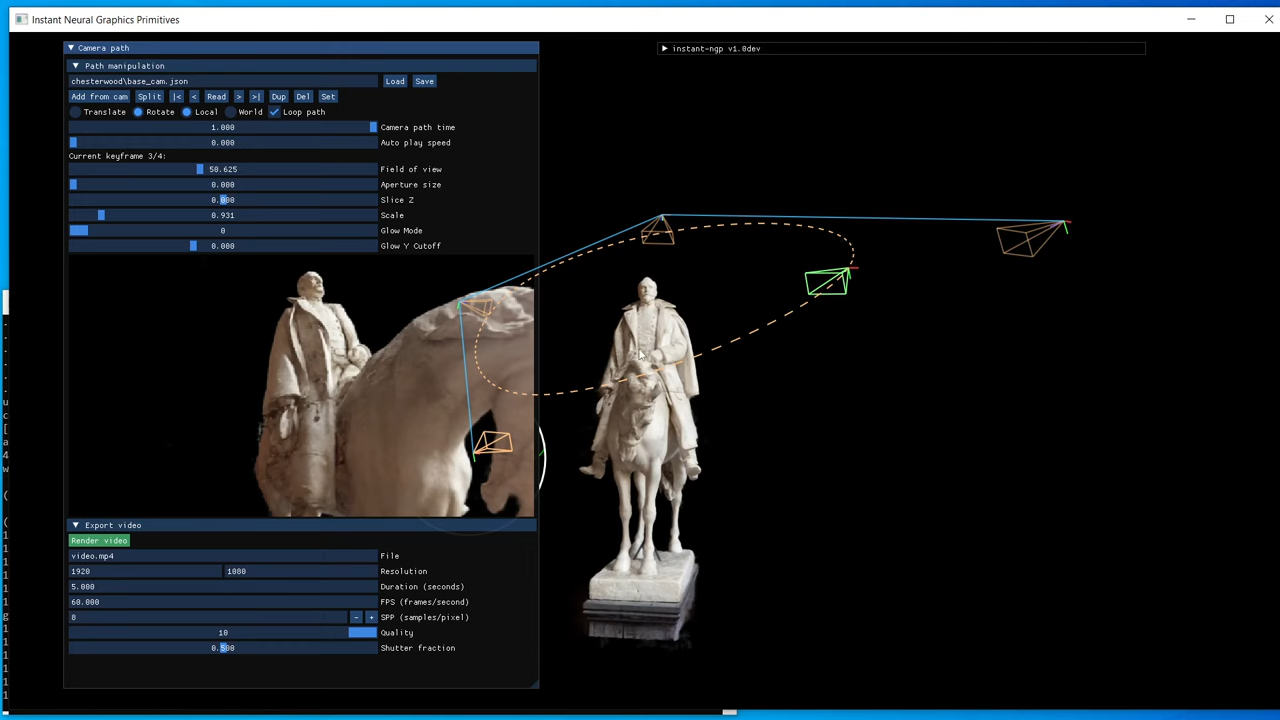 Instant Neural Graphics Primitives
Camera path
instant-ngp v1.0dev
Path manipulation
chesterwood\base_cam.json Load Save
Add from cam Split |< < Read > >| Dup Del Set
Translate Rotate Local World Loop path
1.000 Camera path time
0.000 Auto play speed
Current keyframe 3/4:
50.625 Field of view
0.000 Aperture size
0.000 Slice Z
0.931 Scale
0 Glow Mode
0.000 Glow Y Cutoff
Export video
Render video
video.mp4 File
1920 1080 Resolution
5.000 Duration (seconds)
60.000 FPS (frames/second)
8 - + SPP (samples/pixel)
10 Quality
0.500 Shutter fraction